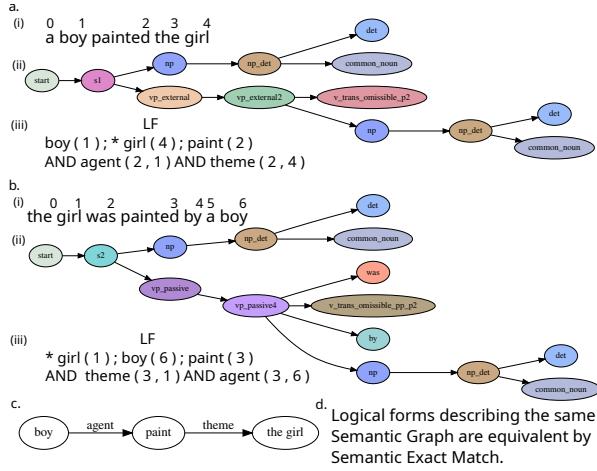 a.
(i) 0 1 2 3 4
a boy painted the girl
(ii)
start s1 np np_det det
common_noun
vp_external vp_external2 v_trans_omissible_p2
np np_det det
common_noun
(iii) LF
boy ( 1 ) ; * girl ( 4 ) ; paint ( 2 )
AND agent ( 2 , 1 ) AND theme ( 2 , 4 )
b.
(i) 0 1 2 3 4 5 6
the girl was painted by a boy
(ii)
start s2 np np_det det
common_noun
vp_passive vp_passive4 was
v_trans_omissible_pp_p2
by
np np_det det
common_noun
(iii) LF
* girl ( 1 ) ; boy ( 6 ) ; paint ( 3 )
AND theme ( 3 , 1 ) AND agent ( 3 , 6 )
c.
boy agent paint theme the girl
d.
Logical forms describing the same
Semantic Graph are equivalent by
Semantic Exact Match.